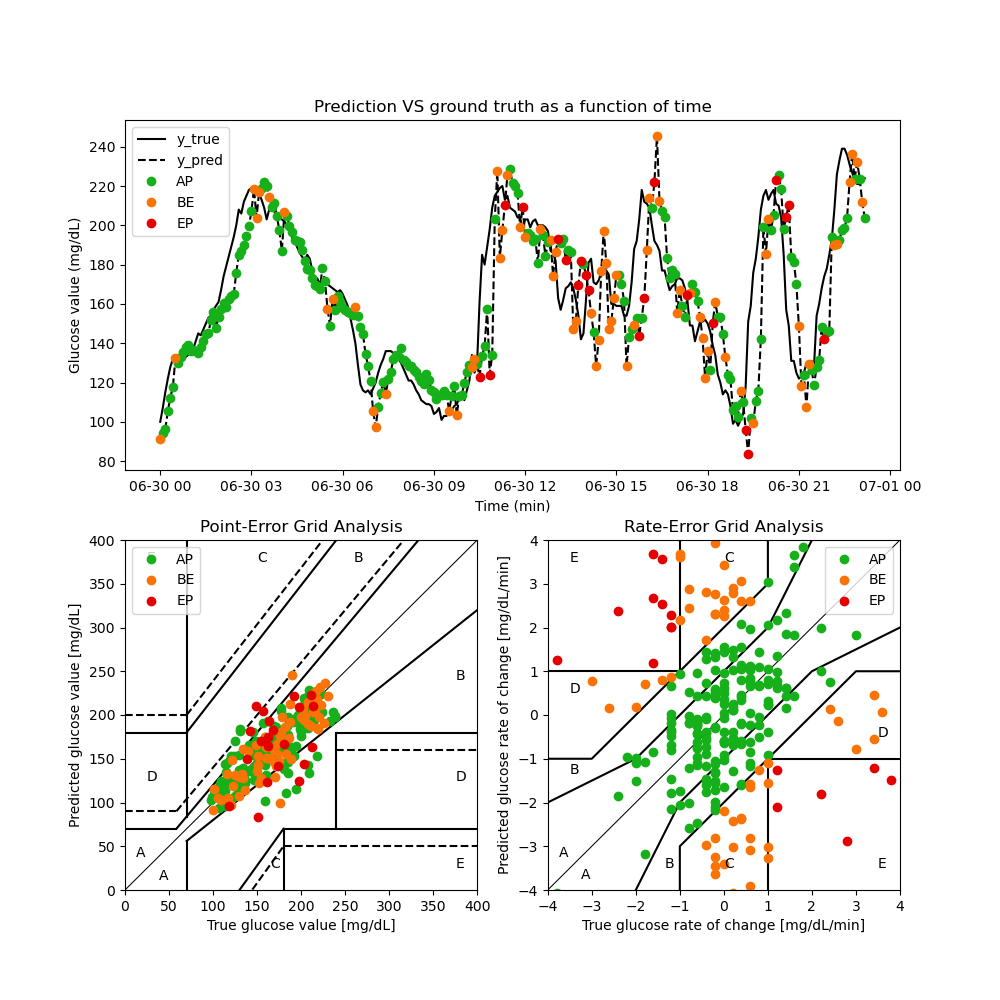 Prediction VS ground truth as a function of time
Glucose value (mg/dL)
240
220
200
180
160
140
120
100
80
y_true
y_pred
AP
BE
EP
06-30 00 06-30 03 06-30 06 06-30 09 06-30 12 06-30 15 06-30 18 06-30 21 07-01 00
Time (min)
Point-Error Grid Analysis
Predicted glucose value [mg/dL]
400
350
300
250
200
150
100
50
0
AP
BE
EP
C
B
B
D
D
A
A
C
E
0 50 100 150 200 250 300 350 400
True glucose value [mg/dL]
Rate-Error Grid Analysis
Predicted glucose rate of change [mg/dL/min]
4
3
2
1
0
−1
−2
−3
−4
E
C
AP
BE
EP
D
D
B
A
A
B
C
E
−4 −3 −2 −1 0 1 2 3 4
True glucose rate of change [mg/dL/min]